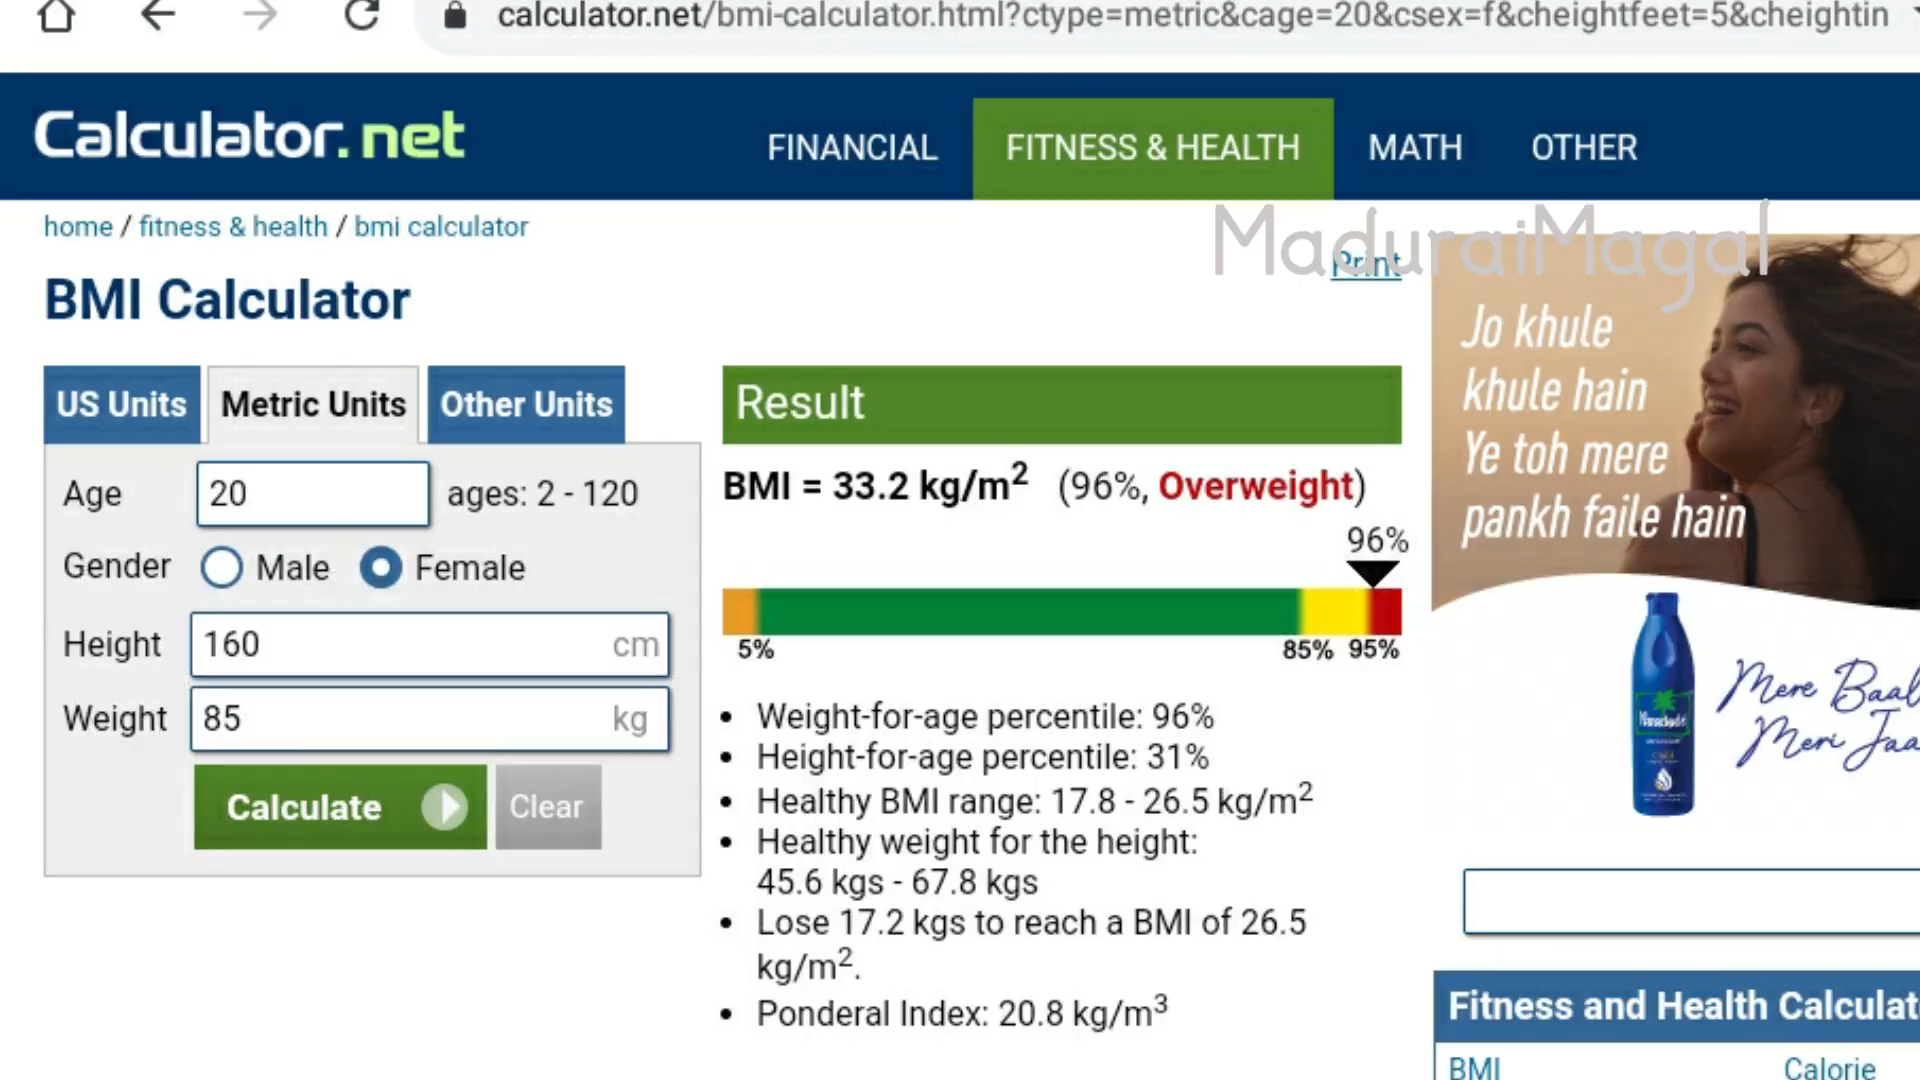 calculator.net/bmi-calculator.html?ctype=metric&cage=20&csex=f&cheightfeet=5&cheightin
Calculator.net
FINANCIAL
FITNESS & HEALTH
MATH
OTHER
home / fitness & health / bmi calculator
MaduraiMagal
Print
BMI Calculator
US Units
Metric Units
Other Units
Age 20 ages: 2 - 120
Gender Male Female
Height 160 cm
Weight 85 kg
Calculate
Clear
Result
BMI = 33.2 kg/m² (96%, Overweight)
96%
5% 85% 95%
• Weight-for-age percentile: 96%
• Height-for-age percentile: 31%
• Healthy BMI range: 17.8 - 26.5 kg/m²
• Healthy weight for the height:
45.6 kgs - 67.8 kgs
• Lose 17.2 kgs to reach a BMI of 26.5
kg/m².
• Ponderal Index: 20.8 kg/m³
Jo khule
khule hain
Ye toh mere
pankh faile hain
Mere Baal
Meri Jaa
Fitness and Health Calculat
BMI
Calorie